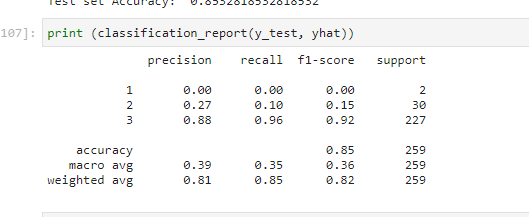 Test set Accuracy:  0.8532818532818532
107]: print (classification_report(y_test, yhat))
precision recall f1-score support
1 0.00 0.00 0.00 2
2 0.27 0.10 0.15 30
3 0.88 0.96 0.92 227
accuracy 0.85 259
macro avg 0.39 0.35 0.36 259
weighted avg 0.81 0.85 0.82 259